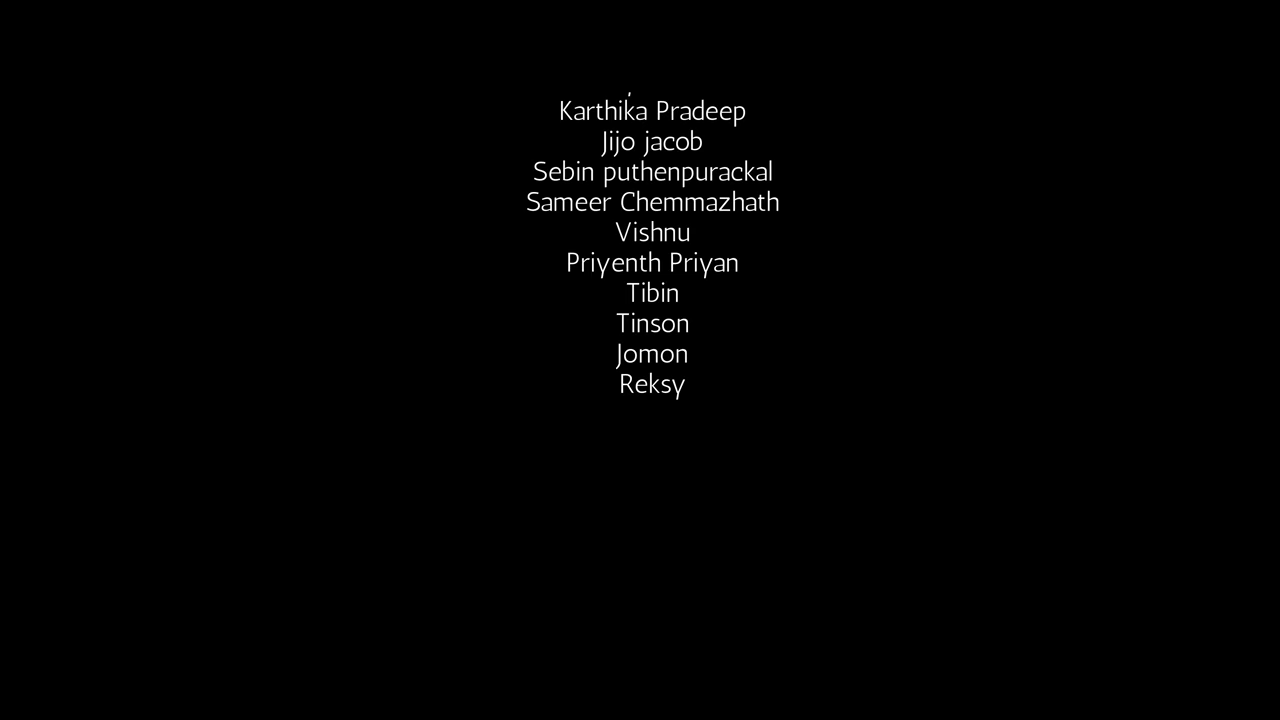 Karthika Pradeep
Jijo jacob
Sebin puthenpurackal
Sameer Chemmazhath
Vishnu
Priyenth Priyan
Tibin
Tinson
Jomon
Reksy